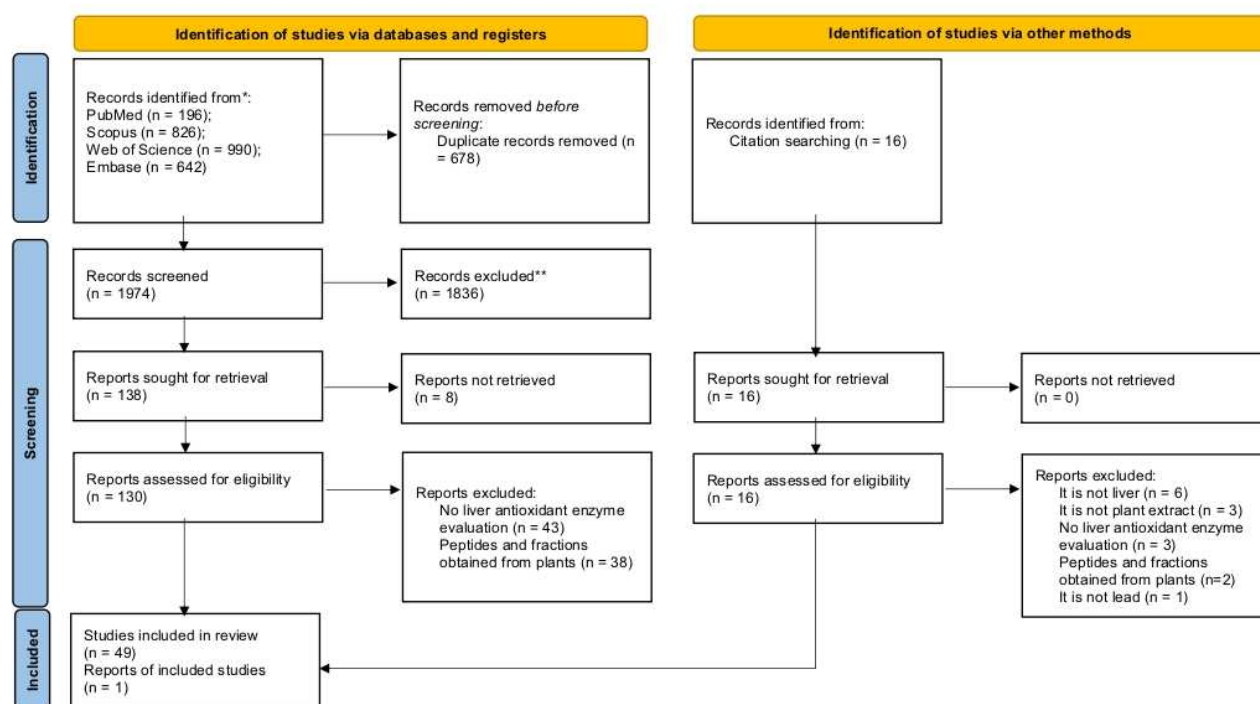 Identification of studies via databases and registers
Identification of studies via other methods
Identification
Records identified from*:
PubMed (n = 196);
Scopus (n = 826);
Web of Science (n = 990);
Embase (n = 642)
Records removed before
screening:
Duplicate records removed (n
= 678)
Records identified from:
Citation searching (n = 16)
Screening
Records screened
(n = 1974)
Records excluded**
(n = 1836)
Reports sought for retrieval
(n = 138)
Reports not retrieved
(n = 8)
Reports sought for retrieval
(n = 16)
Reports not retrieved
(n = 0)
Reports assessed for eligibility
(n = 130)
Reports excluded:
No liver antioxidant enzyme
evaluation (n = 43)
Peptides and fractions
obtained from plants (n = 38)
Reports assessed for eligibility
(n = 16)
Reports excluded:
It is not liver (n = 6)
It is not plant extract (n = 3)
No liver antioxidant enzyme
evaluation (n = 3)
Peptides and fractions
obtained from plants (n=2)
It is not lead (n = 1)
Included
Studies included in review
(n = 49)
Reports of included studies
(n = 1)